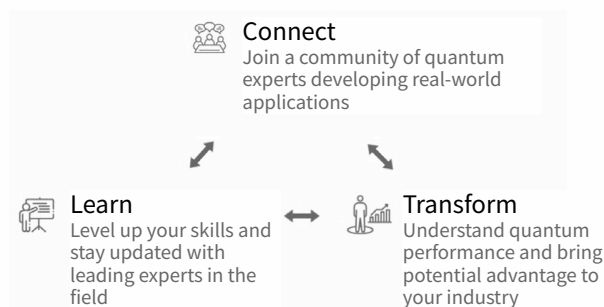 Connect
Join a community of quantum
experts developing real-world
applications
Learn
Level up your skills and
stay updated with
leading experts in the
field
Transform
Understand quantum
performance and bring
potential advantage to
your industry